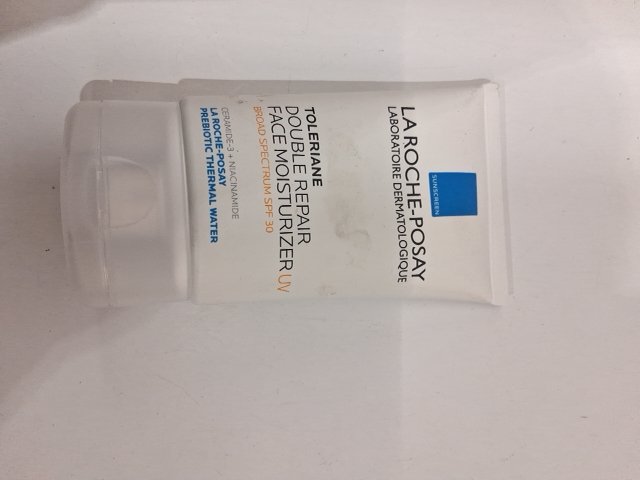 SUNSCREEN
LA ROCHE-POSAY
LABORATOIRE DERMATOLOGIQUE
TOLERIANE
DOUBLE REPAIR
FACE MOISTURIZER UV
BROAD SPECTRUM SPF 30
CERAMIDE-3 + NIACINAMIDE
LA ROCHE-POSAY
PREBIOTIC THERMAL WATER